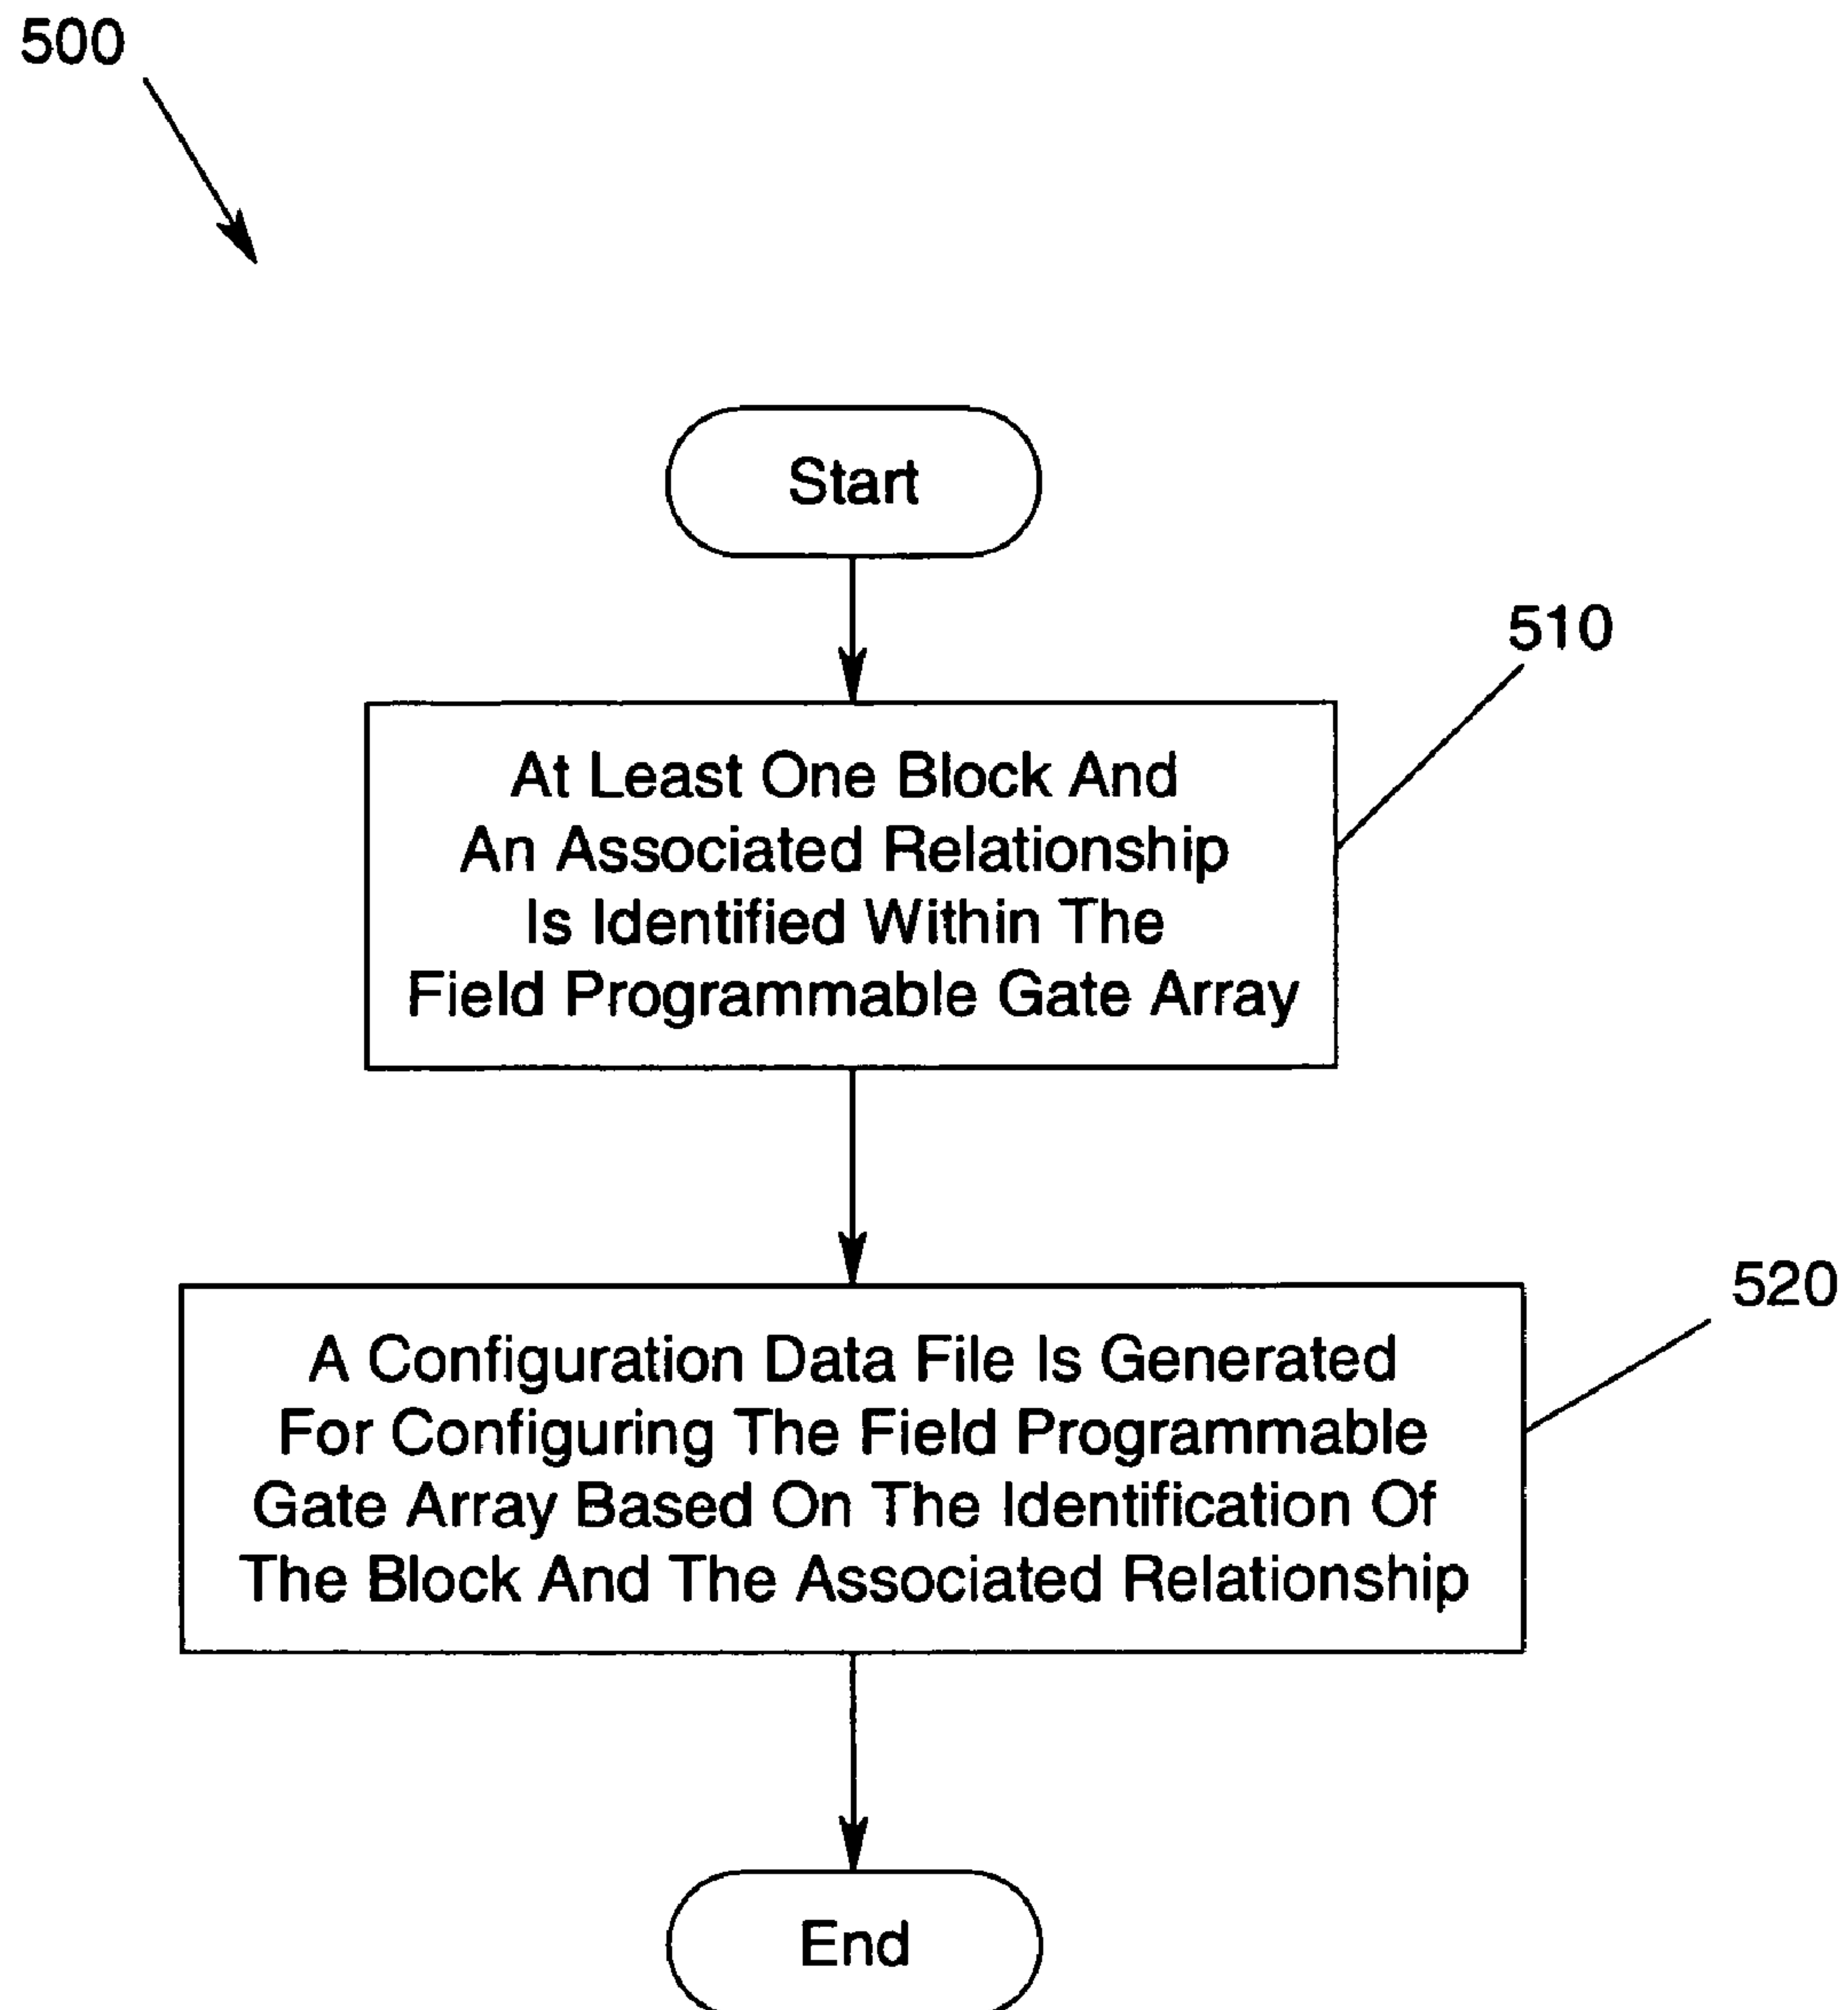 500
Start
510
At Least One Block And
An Associated Relationship
Is Identified Within The
Field Programmable Gate Array
520
A Configuration Data File Is Generated
For Configuring The Field Programmable
Gate Array Based On The Identification Of
The Block And The Associated Relationship
End